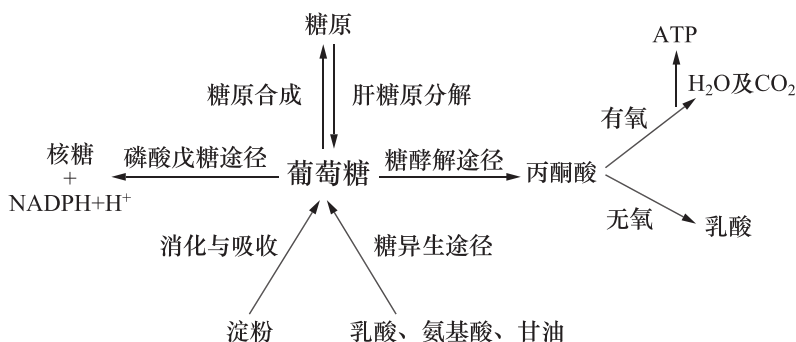 糖原
ATP
H₂O及CO₂
糖原合成
肝糖原分解
有氧
核糖
+
NADPH+H⁺
磷酸戊糖途径
葡萄糖
糖酵解途径
丙酮酸
无氧
乳酸
消化与吸收
糖异生途径
淀粉
乳酸、氨基酸、甘油